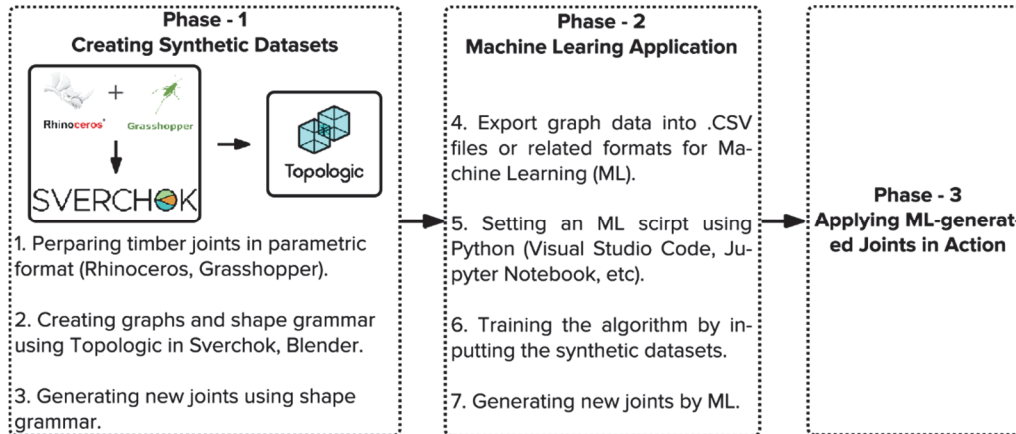 Phase - 1
Creating Synthetic Datasets
Rhinoceros
+
Grasshopper
SVERCHOK
Topologic
1. Perparing timber joints in parametric
format (Rhinoceros, Grasshopper).
2. Creating graphs and shape grammar
using Topologic in Sverchok, Blender.
3. Generating new joints using shape
grammar.
Phase - 2
Machine Learing Application
4. Export graph data into .CSV
files or related formats for Ma-
chine Learning (ML).
5. Setting an ML scirpt using
Python (Visual Studio Code, Ju-
pyter Notebook, etc).
6. Training the algorithm by in-
putting the synthetic datasets.
7. Generating new joints by ML.
Phase - 3
Applying ML-generat-
ed Joints in Action